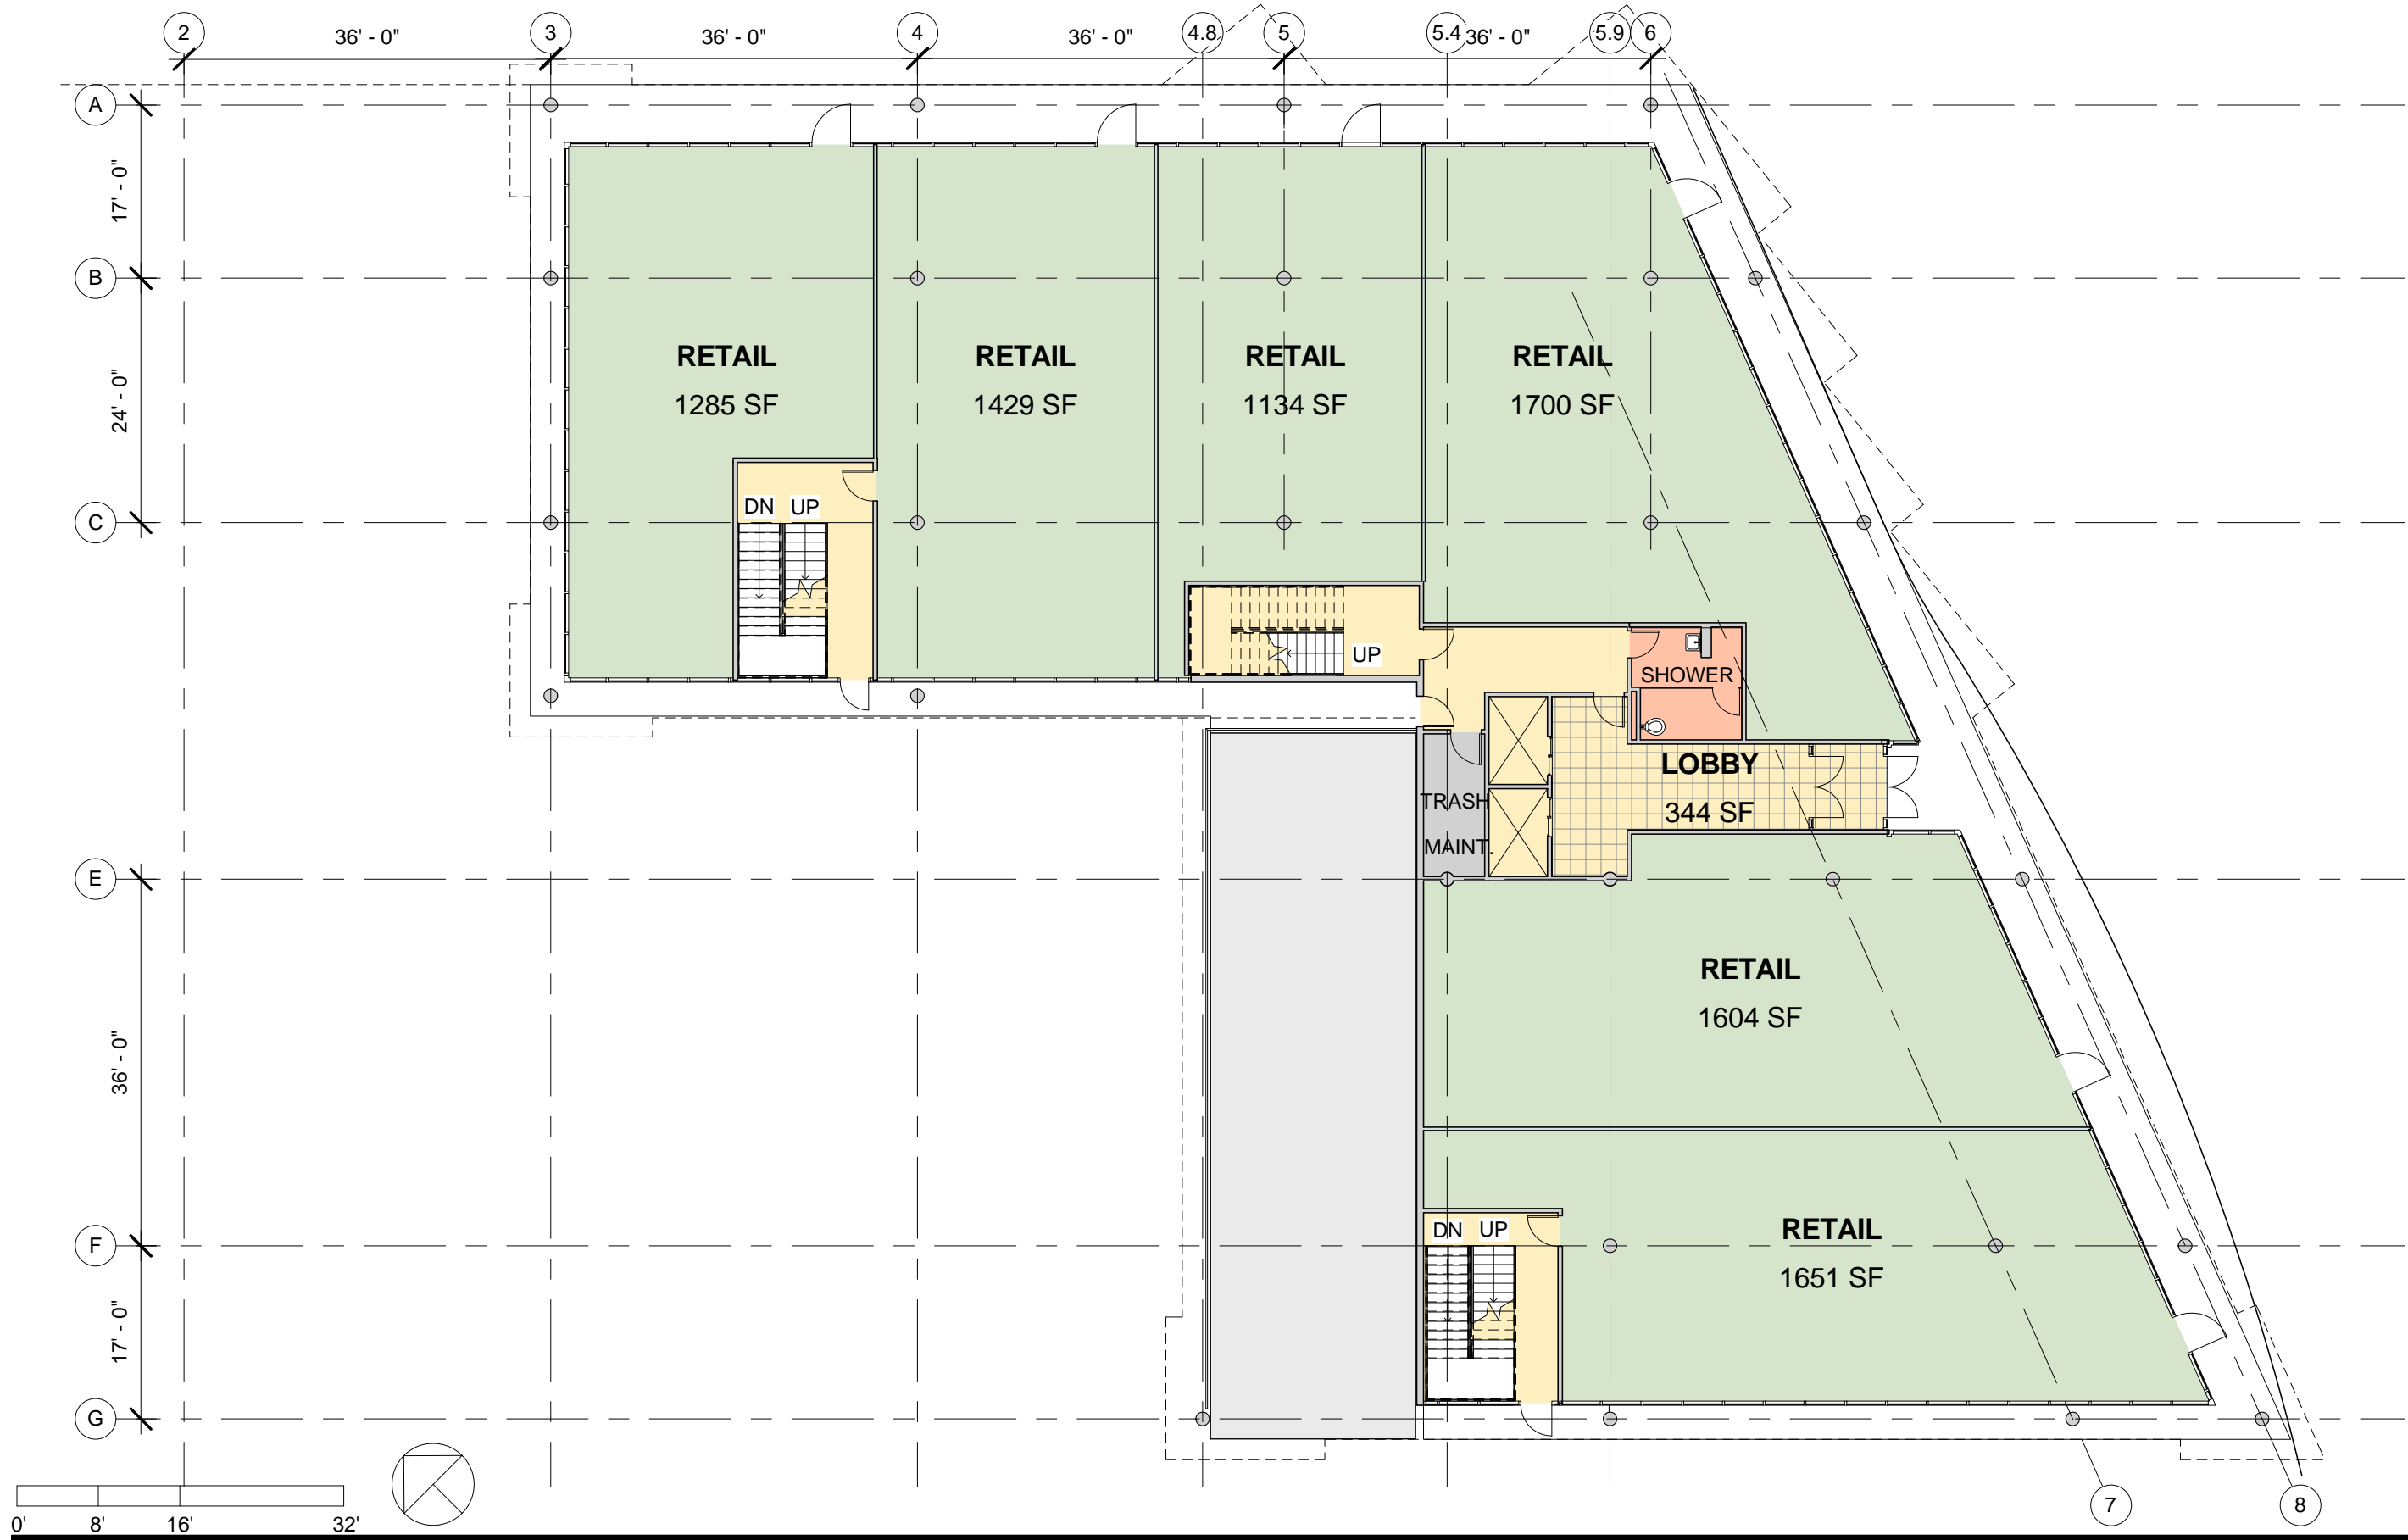 2 36' - 0" 3 36' - 0" 4 36' - 0" 4.8 5 5.4 36' - 0" 5.9 6
A
17' - 0"
B
24' - 0"
C
E
36' - 0"
F
17' - 0"
G
RETAIL
1285 SF
RETAIL
1429 SF
RETAIL
1134 SF
RETAIL
1700 SF
DN UP
UP
SHOWER
LOBBY
344 SF
TRASH
MAINT.
RETAIL
1604 SF
RETAIL
1651 SF
DN UP
7 8
0' 8' 16' 32'